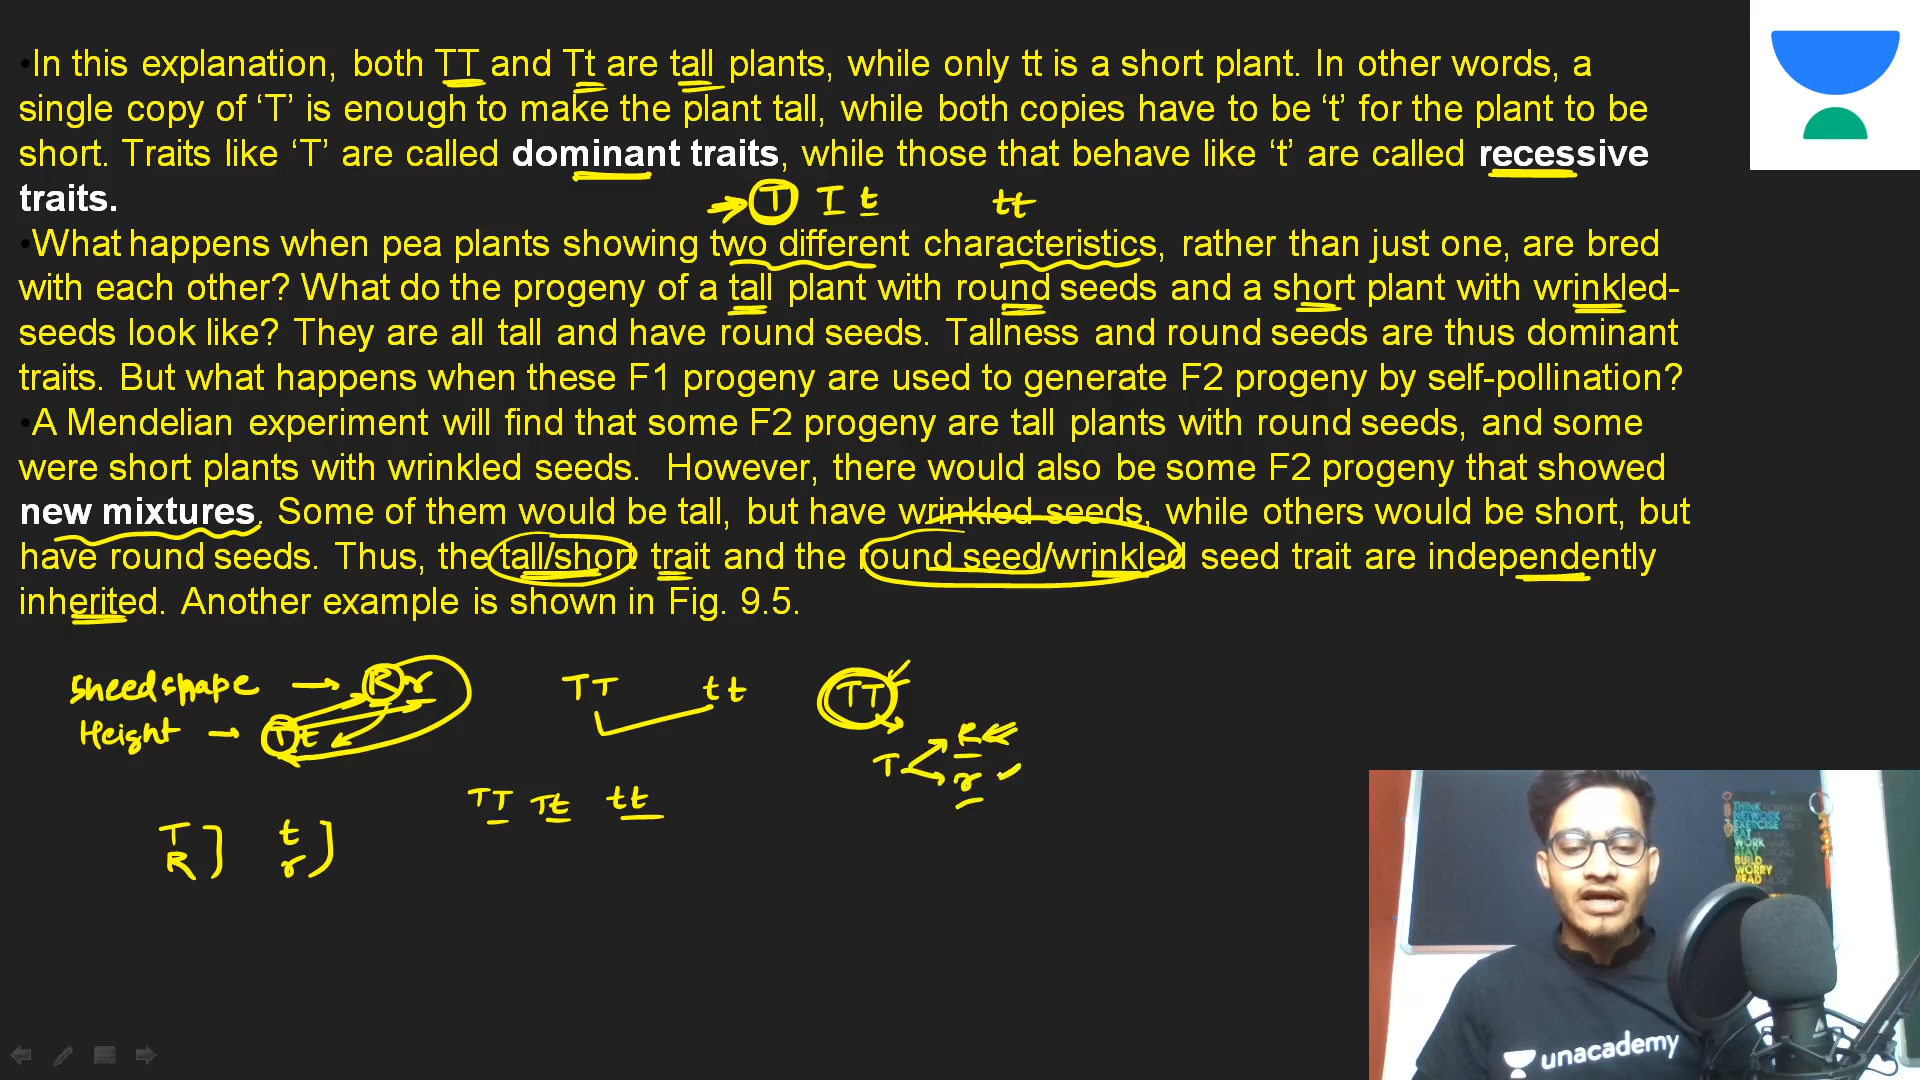 •In this explanation, both TT and Tt are tall plants, while only tt is a short plant. In other words, a
single copy of ‘T’ is enough to make the plant tall, while both copies have to be ‘t’ for the plant to be
short. Traits like ‘T’ are called dominant traits, while those that behave like ‘t’ are called recessive
traits.
T T t tt
•What happens when pea plants showing two different characteristics, rather than just one, are bred
with each other? What do the progeny of a tall plant with round seeds and a short plant with wrinkled-
seeds look like? They are all tall and have round seeds. Tallness and round seeds are thus dominant
traits. But what happens when these F1 progeny are used to generate F2 progeny by self-pollination?
•A Mendelian experiment will find that some F2 progeny are tall plants with round seeds, and some
were short plants with wrinkled seeds. However, there would also be some F2 progeny that showed
new mixtures. Some of them would be tall, but have wrinkled seeds, while others would be short, but
have round seeds. Thus, the tall/short trait and the round seed/wrinkled seed trait are independently
inherited. Another example is shown in Fig. 9.5.
→ Rr TT tt TT
Height → Tt
R
T
r
TT Tt tt
T t
R r
THINK
NETWORK
EXERCISE
EAT
WORK
STAY
BUILD
WORRY
READ
unacademy